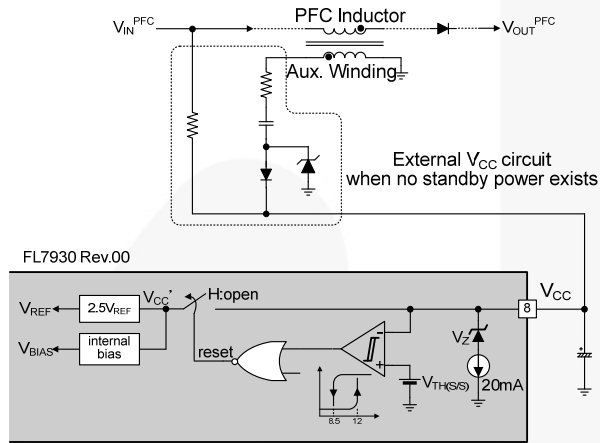 PFC Inductor
V_IN^PFC
V_OUT^PFC
Aux. Winding
External V_CC circuit
when no standby power exists
FL7930 Rev.00
V_CC'
H:open
8
V_CC
V_REF
2.5V_REF
V_BIAS
internal
bias
reset
-
+
V_Z
V_TH(S/S)
20mA
8.5
12
+